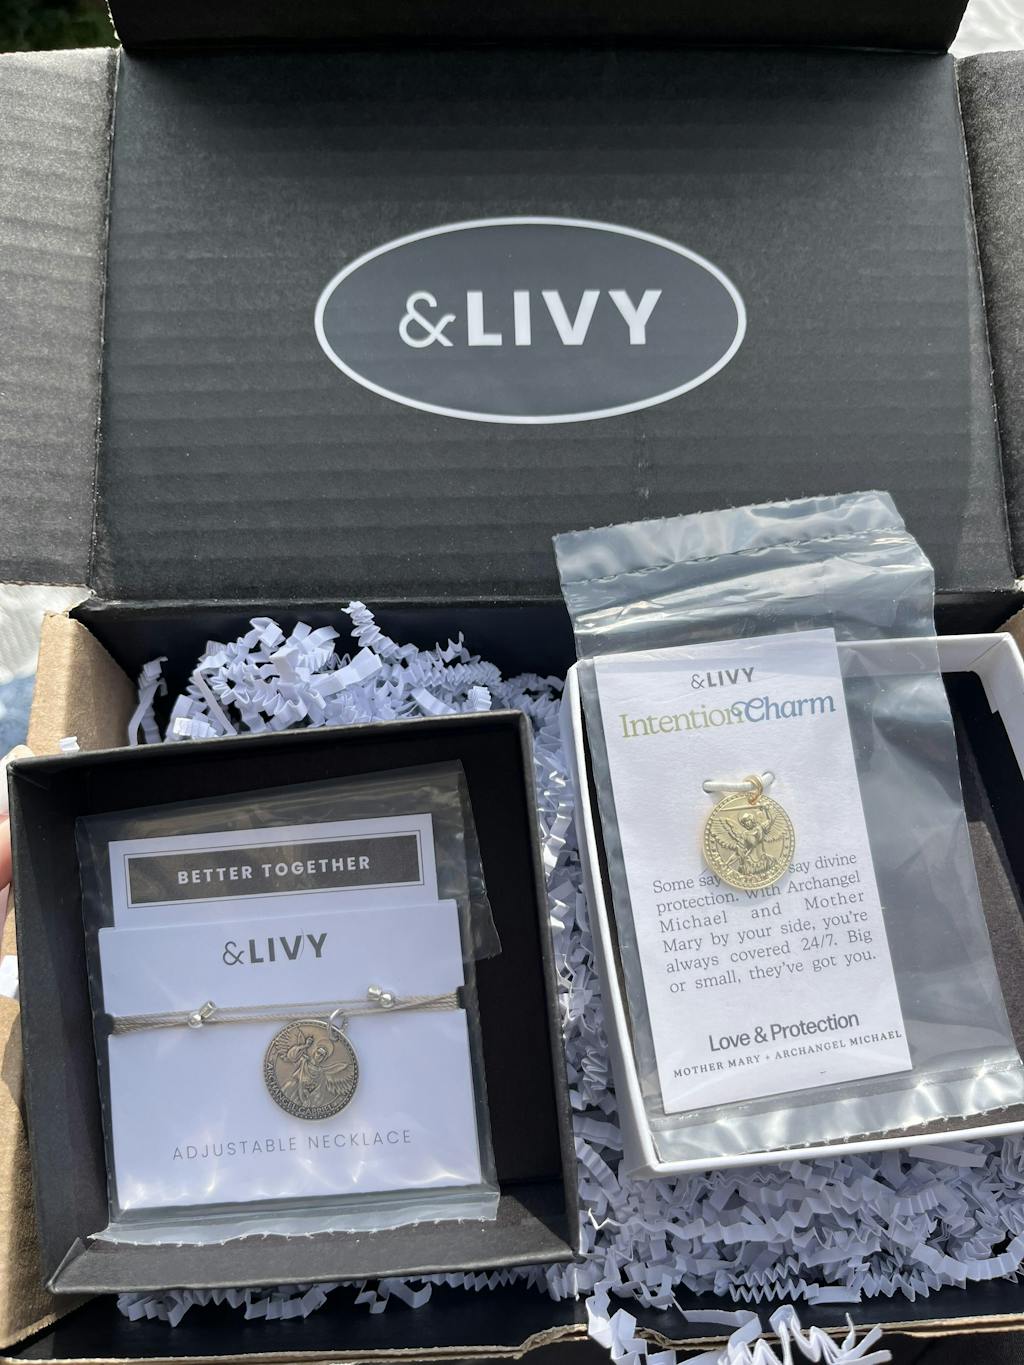 &LIVY
&LIVY
IntentionCharm
Some say say divine
protection. With Archangel
Michael and Mother
Mary by your side, you're
always covered 24/7. Big
or small, they've got you.
Love & Protection
MOTHER MARY + ARCHANGEL MICHAEL
BETTER TOGETHER
&LIVY
ARCHANGEL GABRIEL
ADJUSTABLE NECKLACE